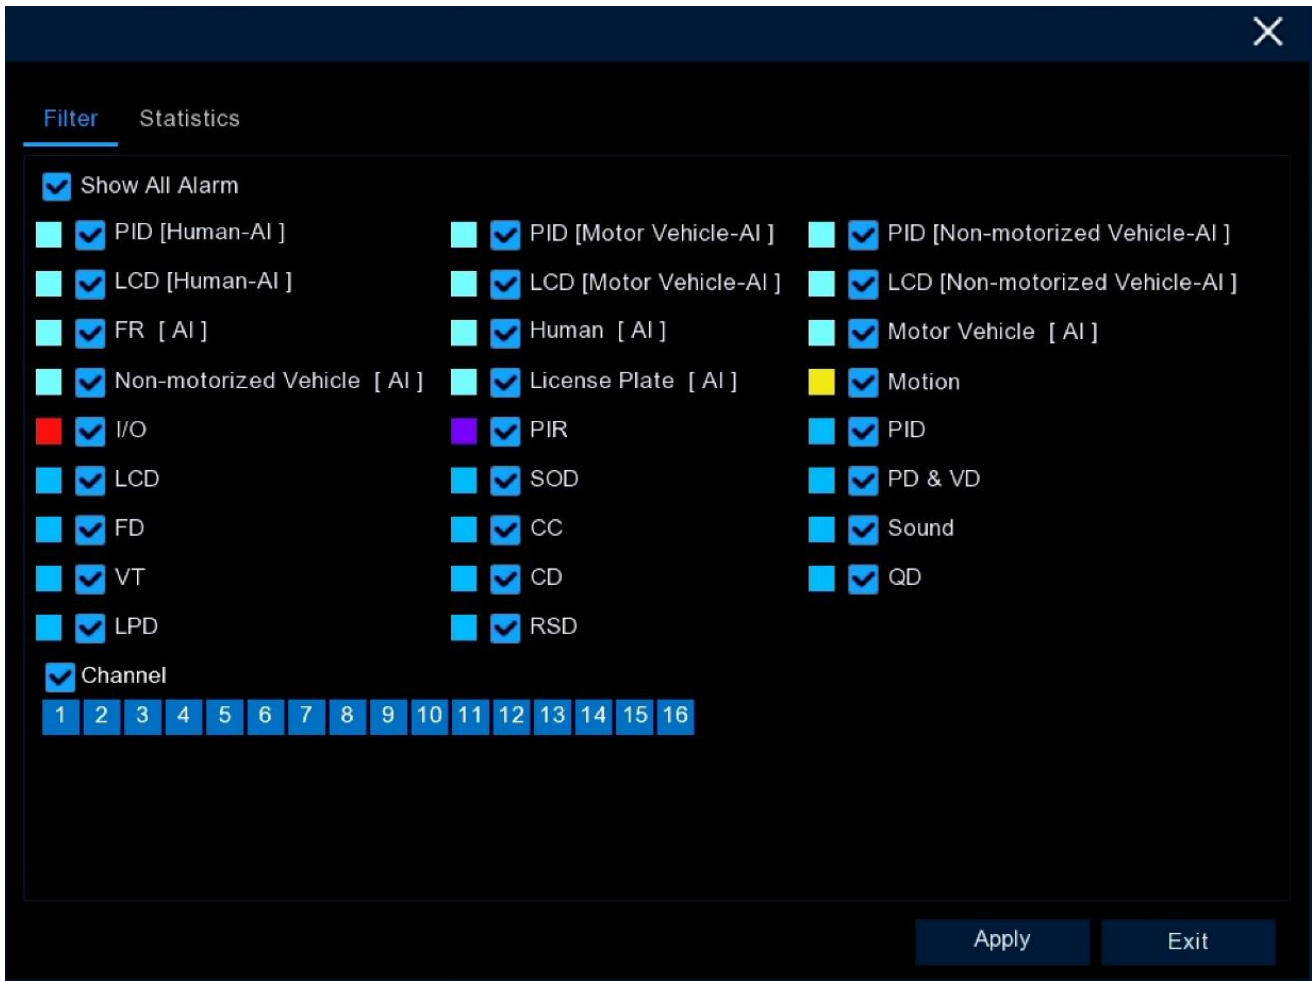 Filter Statistics
Show All Alarm
PID [Human-AI ] PID [Motor Vehicle-AI ] PID [Non-motorized Vehicle-AI ]
LCD [Human-AI ] LCD [Motor Vehicle-AI ] LCD [Non-motorized Vehicle-AI ]
FR [ AI ] Human [ AI ] Motor Vehicle [ AI ]
Non-motorized Vehicle [ AI ] License Plate [ AI ] Motion
I/O PIR PID
LCD SOD PD & VD
FD CC Sound
VT CD QD
LPD RSD
Channel
1 2 3 4 5 6 7 8 9 10 11 12 13 14 15 16
Apply Exit